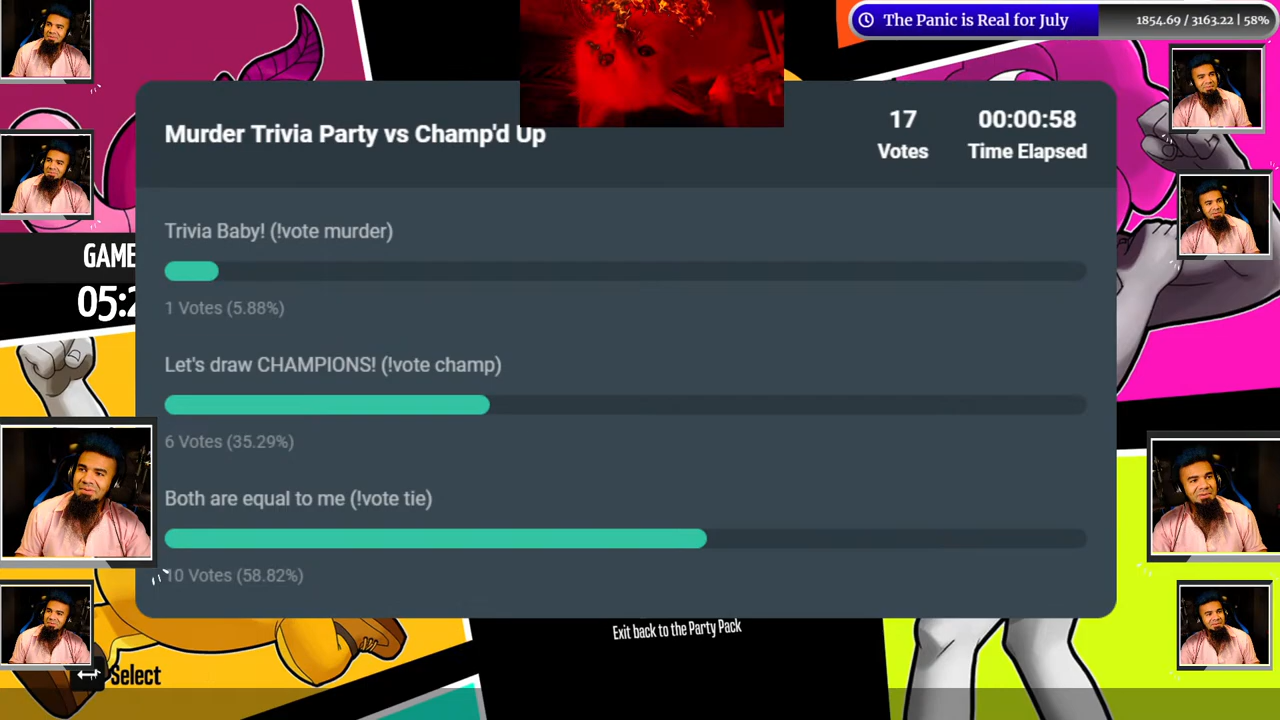 The Panic is Real for July
1854.69 / 3163.22 | 58%
Murder Trivia Party vs Champ'd Up
17
Votes
00:00:58
Time Elapsed
Trivia Baby! (!vote murder)
GAME
1 Votes (5.88%)
05:2
Let's draw CHAMPIONS! (!vote champ)
6 Votes (35.29%)
Both are equal to me (!vote tie)
10 Votes (58.82%)
Exit back to the Party Pack
Select